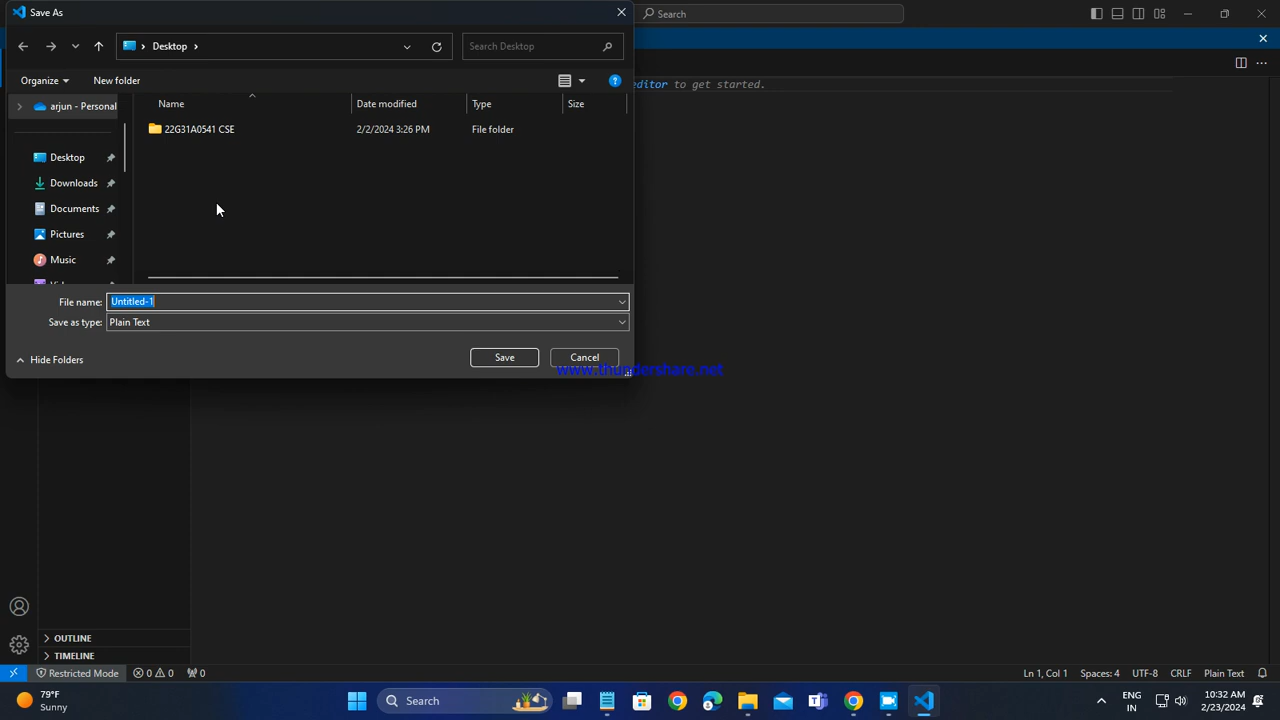 Save As
Search
Desktop
Search Desktop
editor to get started.
Organize
New folder
Name
Date modified
Type
Size
arjun - Personal
22G31A0541 CSE
2/2/2024 3:26 PM
File folder
Desktop
Downloads
Documents
Pictures
Music
File name: Untitled-1
Save as type: Plain Text
Hide Folders
Save
Cancel
www.thundershare.net
OUTLINE
TIMELINE
Restricted Mode
0
0
0
Ln 1, Col 1
Spaces: 4
UTF-8
CRLF
Plain Text
79°F
Sunny
Search
ENG
IN
10:32 AM
2/23/2024